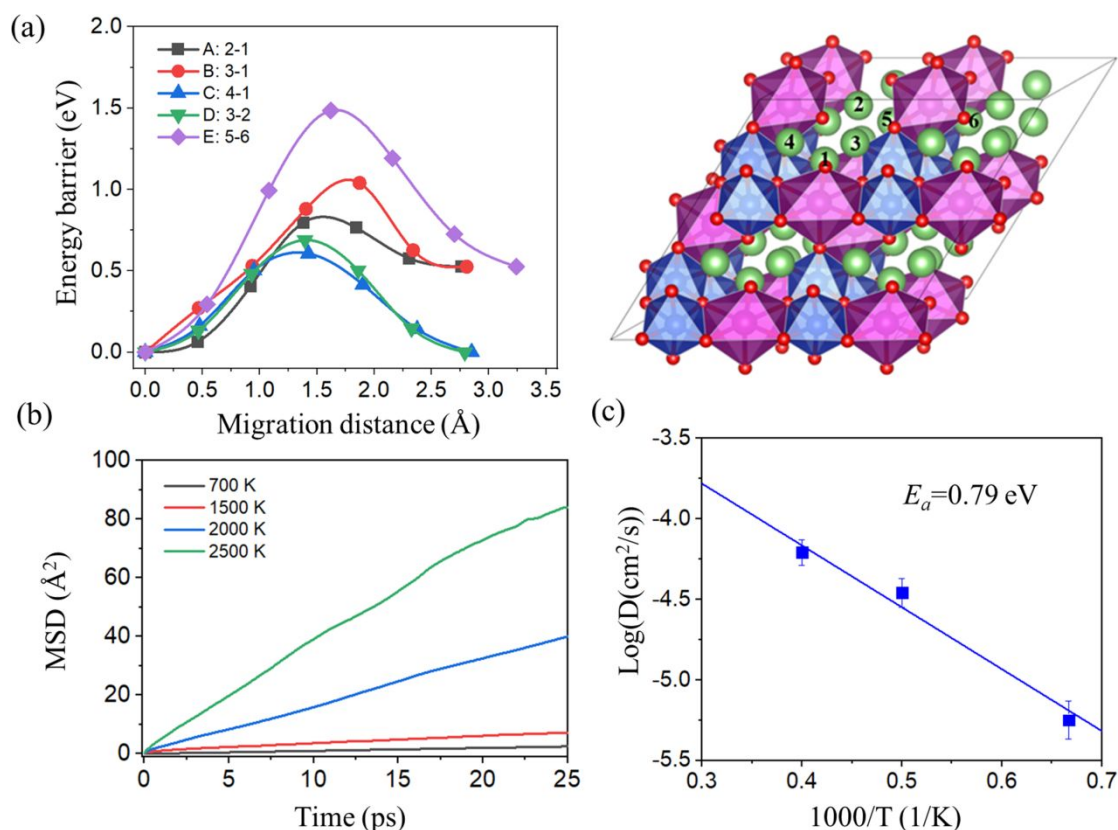 (a)
2.0
1.5
1.0
0.5
0.0
Energy barrier (eV)
A: 2-1
B: 3-1
C: 4-1
D: 3-2
E: 5-6
0.0 0.5 1.0 1.5 2.0 2.5 3.0 3.5
Migration distance (Å)
2
5
6
4
3
1
(b)
100
80
60
40
20
0
MSD (Å²)
700 K
1500 K
2000 K
2500 K
0 5 10 15 20 25
Time (ps)
(c)
-3.5
-4.0
-4.5
-5.0
-5.5
Log(D(cm²/s))
Eₐ=0.79 eV
0.3 0.4 0.5 0.6 0.7
1000/T (1/K)